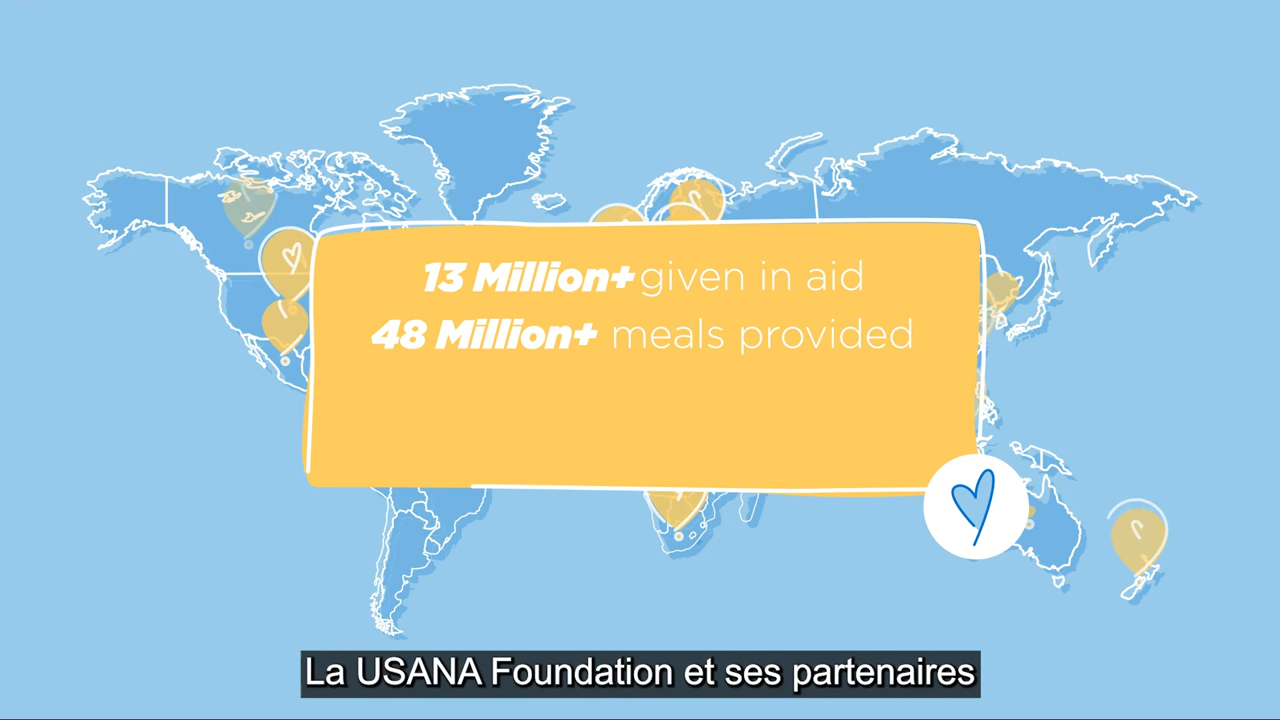 13 Million+ given in aid
48 Million+ meals provided
La USANA Foundation et ses partenaires